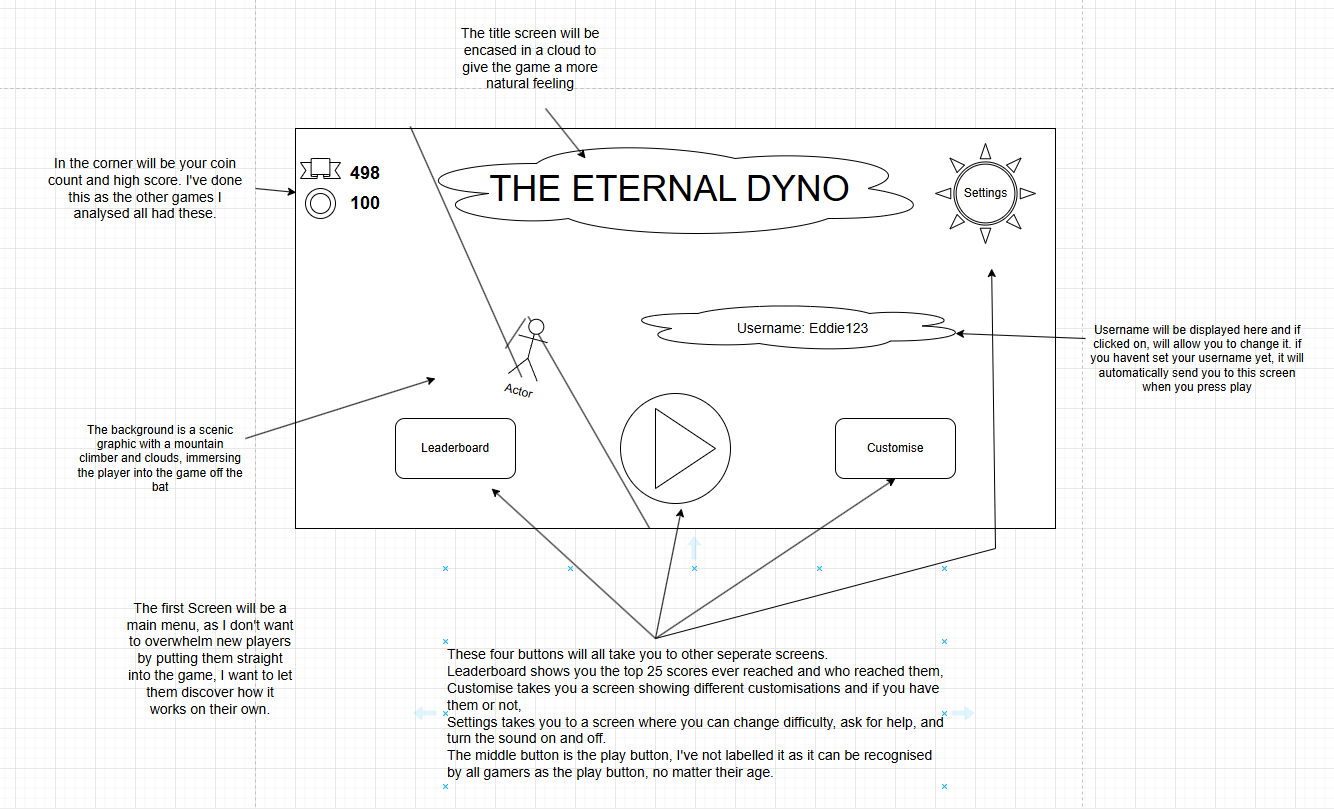 The title screen will be
encased in a cloud to
give the game a more
natural feeling
In the corner will be your coin
count and high score. I've done
this as the other games I
analysed all had these.
498
100
THE ETERNAL DYNO
Settings
Username: Eddie123
Username will be displayed here and if
clicked on, will allow you to change it. if
you havent set your username yet, it will
automatically send you to this screen
when you press play
Actor
The background is a scenic
graphic with a mountain
climber and clouds, immersing
the player into the game off the
bat
Leaderboard
Customise
The first Screen will be a
main menu, as I don't want
to overwhelm new players
by putting them straight
into the game, I want to let
them discover how it
works on their own.
These four buttons will all take you to other seperate screens.
Leaderboard shows you the top 25 scores ever reached and who reached them,
Customise takes you a screen showing different customisations and if you have
them or not,
Settings takes you to a screen where you can change difficulty, ask for help, and
turn the sound on and off.
The middle button is the play button, I've not labelled it as it can be recognised
by all gamers as the play button, no matter their age.